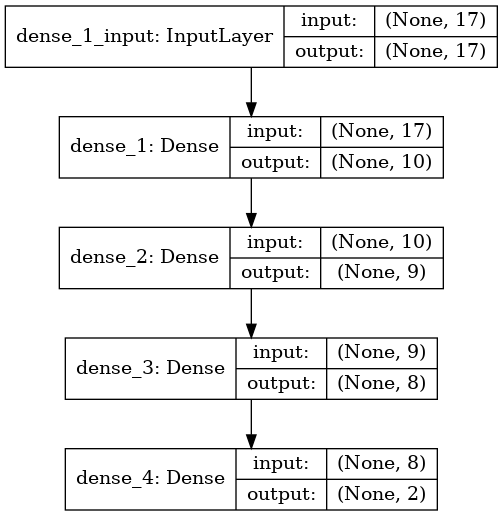 dense_1_input: InputLayer
input: (None, 17)
output: (None, 17)
dense_1: Dense
input: (None, 17)
output: (None, 10)
dense_2: Dense
input: (None, 10)
output: (None, 9)
dense_3: Dense
input: (None, 9)
output: (None, 8)
dense_4: Dense
input: (None, 8)
output: (None, 2)